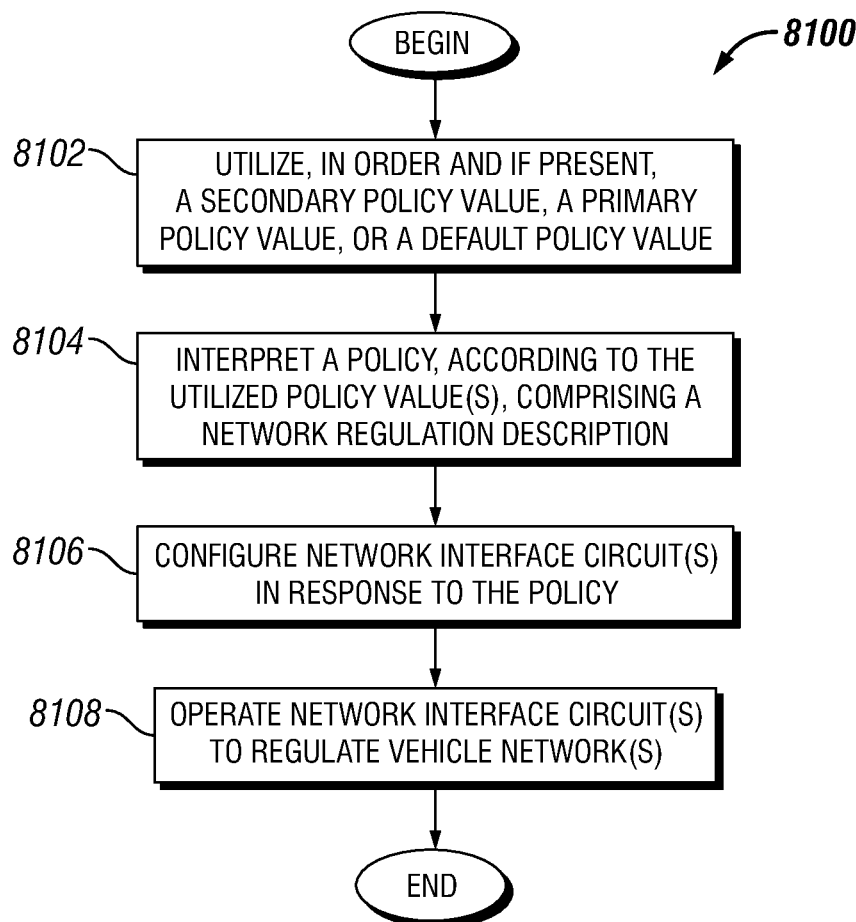 BEGIN
8100
8102
UTILIZE, IN ORDER AND IF PRESENT,
A SECONDARY POLICY VALUE, A PRIMARY
POLICY VALUE, OR A DEFAULT POLICY VALUE
8104
INTERPRET A POLICY, ACCORDING TO THE
UTILIZED POLICY VALUE(S), COMPRISING A
NETWORK REGULATION DESCRIPTION
8106
CONFIGURE NETWORK INTERFACE CIRCUIT(S)
IN RESPONSE TO THE POLICY
8108
OPERATE NETWORK INTERFACE CIRCUIT(S)
TO REGULATE VEHICLE NETWORK(S)
END